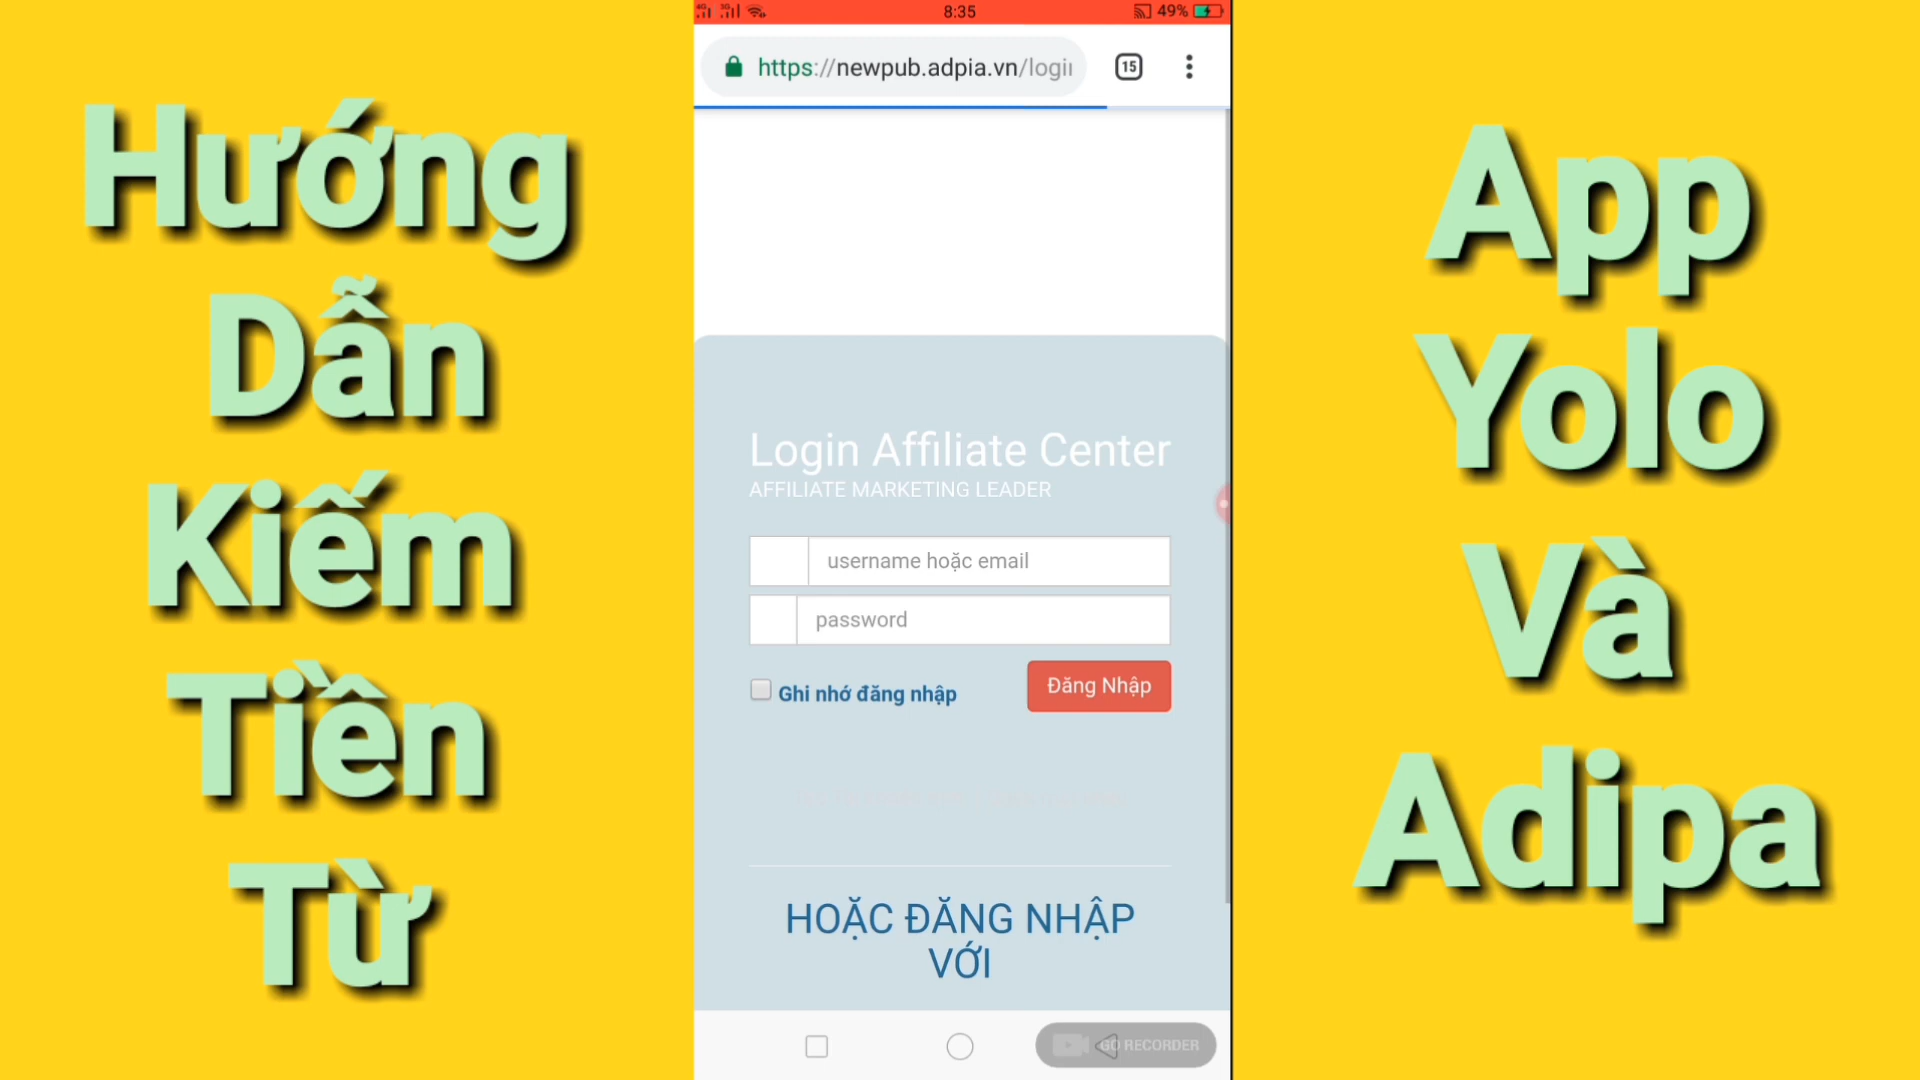 Hướng
Dẫn
Kiếm
Tiền
Từ
8:35
49%
https://newpub.adpia.vn/login
15
Login Affiliate Center
AFFILIATE MARKETING LEADER
username hoặc email
password
Ghi nhớ đăng nhập
Đăng Nhập
HOẶC ĐĂNG NHẬP
VỚI
GO RECORDER
App
Yolo
Và
Adipa